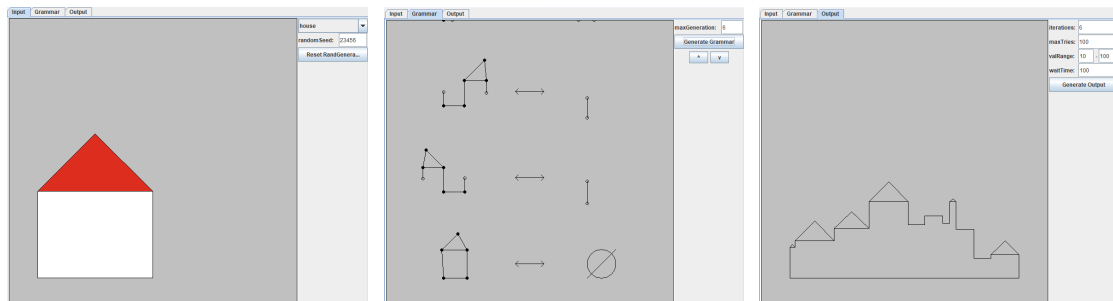 Input Grammar Output
house
randomSeed: 23456
Reset RandGenera...
Input Grammar Output
maxGeneration: 6
Generate Grammar
^ v
Input Grammar Output
iterations: 6
maxTries: 100
valRange: 10 - 100
waitTime: 100
Generate Output